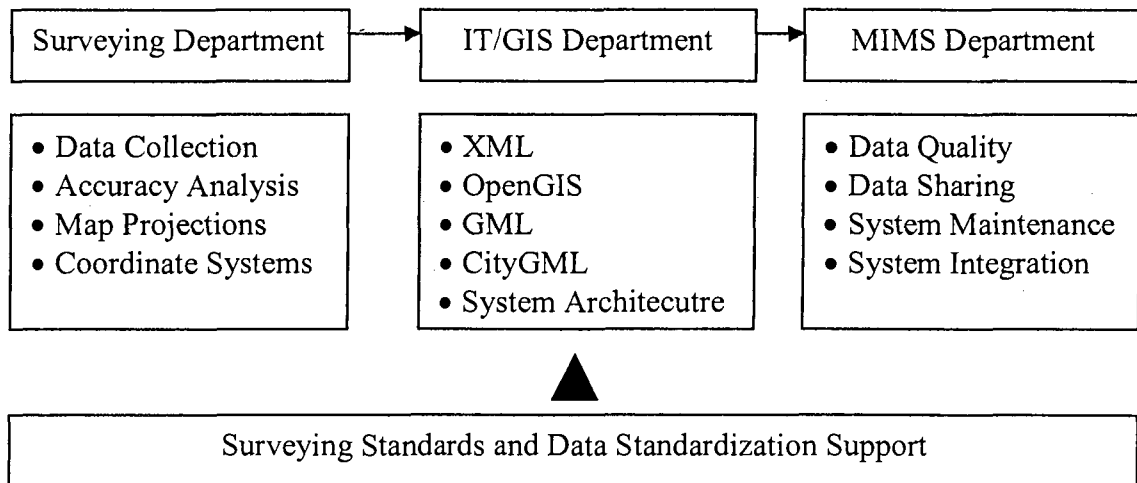 Surveying Department
IT/GIS Department
MIMS Department
• Data Collection
• Accuracy Analysis
• Map Projections
• Coordinate Systems
• XML
• OpenGIS
• GML
• CityGML
• System Architecutre
• Data Quality
• Data Sharing
• System Maintenance
• System Integration
Surveying Standards and Data Standardization Support